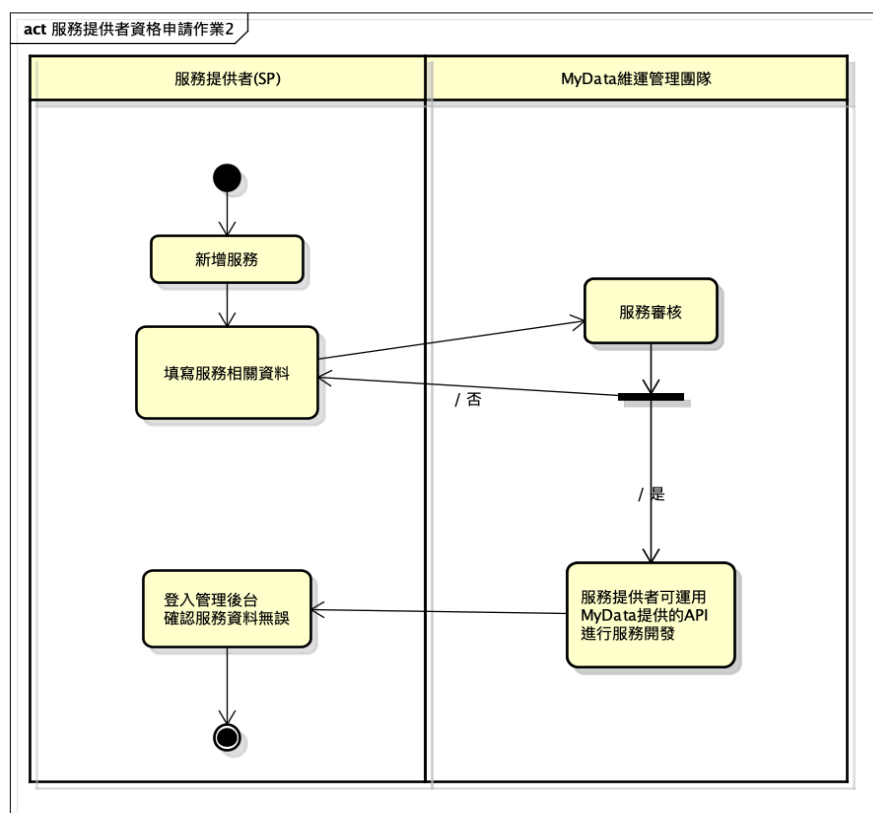 act 服務提供者資格申請作業2
服務提供者(SP)
MyData維運管理團隊
新增服務
服務審核
填寫服務相關資料
/ 否
/ 是
服務提供者可運用
MyData提供的API
進行服務開發
登入管理後台
確認服務資料無誤